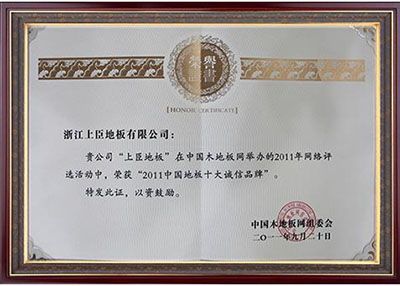 荣誉
證書
[HONOR CERTIFICATE]
浙江上臣地板有限公司：
贵公司“上臣地板”在中国木地板网举办的2011年网络评
选活动中，荣获“2011中国地板十大诚信品牌”。
特发此证，以资鼓励。
中国木地板网组委会
二〇一一年九月二十日